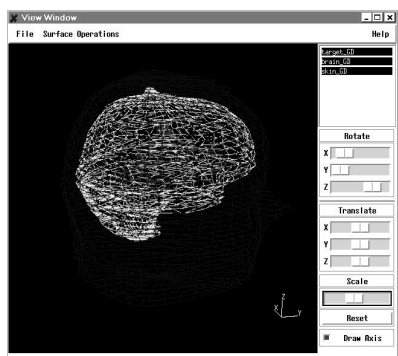 View Window
File Surface Operations Help
target_GD
brain_GD
skin_GD
Rotate
X
Y
Z
Translate
X
Y
Z
Scale
Reset
Draw Axis
Z
X Y